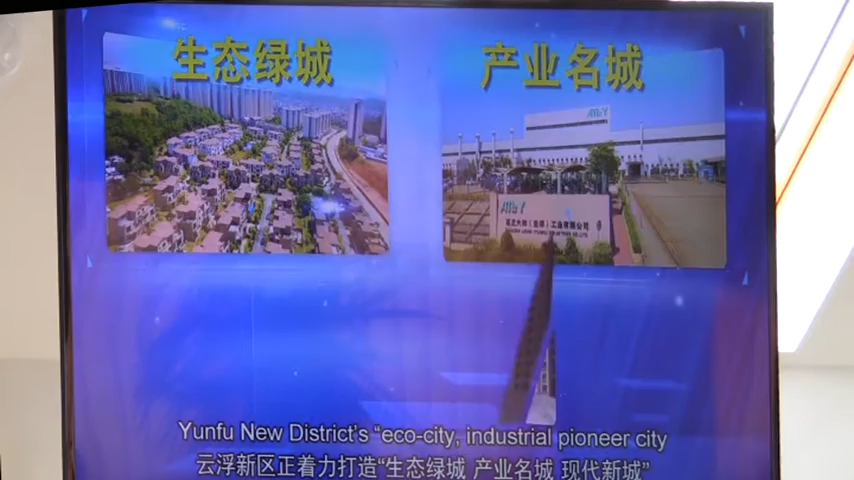 生态绿城
产业名城
Yunfu New District's "eco-city, industrial pioneer city
云浮新区正着力打造"生态绿城 产业名城 现代新城"